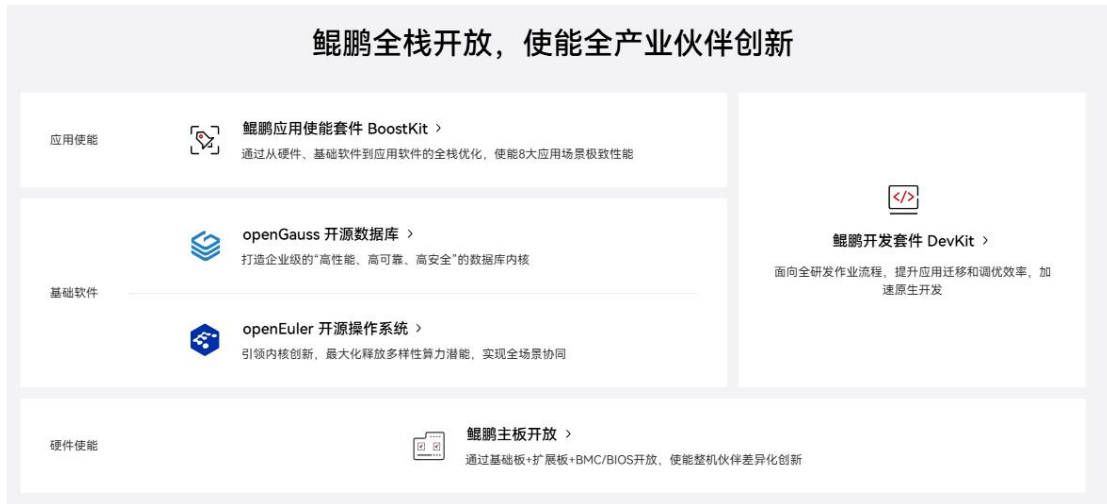 鲲鹏全栈开放，使能全产业伙伴创新
应用使能
鲲鹏应用使能套件 BoostKit >
通过从硬件、基础软件到应用软件的全栈优化，使能8大应用场景极致性能
基础软件
openGauss 开源数据库 >
打造企业级的“高性能、高可靠、高安全”的数据库内核
openEuler 开源操作系统 >
引领内核创新，最大化释放多样性算力潜能，实现全场景协同
</>
鲲鹏开发套件 DevKit >
面向全研发作业流程，提升应用迁移和调优效率，加
速原生开发
硬件使能
鲲鹏主板开放 >
通过基础板+扩展板+BMC/BIOS开放，使能整机伙伴差异化创新